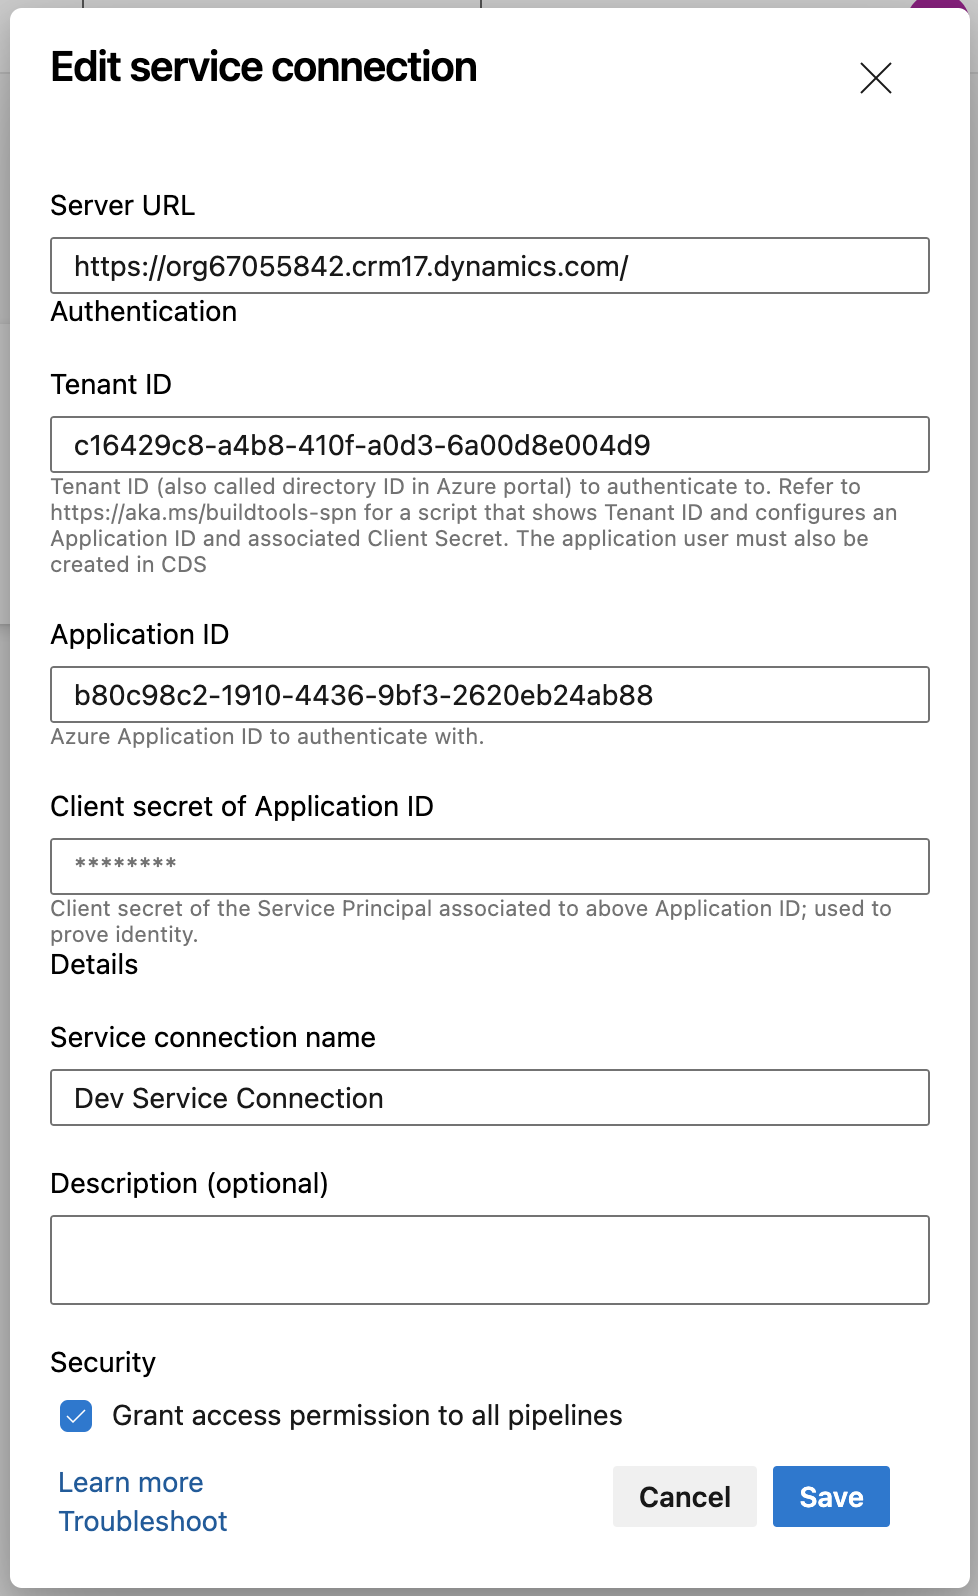 Edit service connection
Server URL
https://org67055842.crm17.dynamics.com/
Authentication
Tenant ID
c16429c8-a4b8-410f-a0d3-6a00d8e004d9
Tenant ID (also called directory ID in Azure portal) to authenticate to. Refer to
https://aka.ms/buildtools-spn for a script that shows Tenant ID and configures an
Application ID and associated Client Secret. The application user must also be
created in CDS
Application ID
b80c98c2-1910-4436-9bf3-2620eb24ab88
Azure Application ID to authenticate with.
Client secret of Application ID
********
Client secret of the Service Principal associated to above Application ID; used to
prove identity.
Details
Service connection name
Dev Service Connection
Description (optional)
Security
Grant access permission to all pipelines
Learn more
Troubleshoot
Cancel
Save